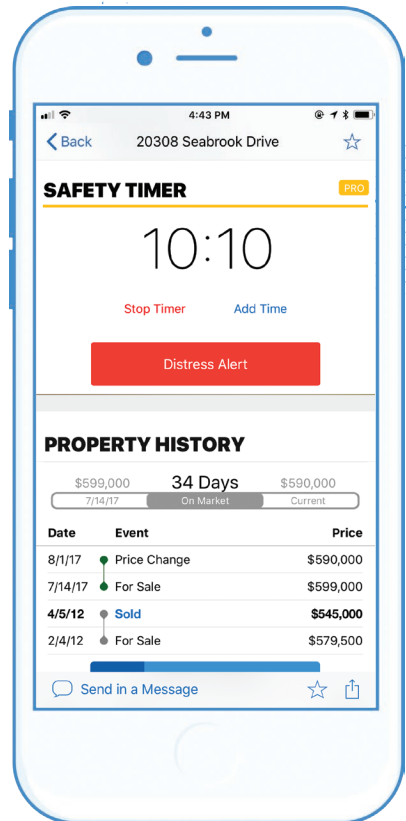 4:43 PM
Back 20308 Seabrook Drive
SAFETY TIMER PRO
10:10
Stop Timer Add Time
Distress Alert
PROPERTY HISTORY
$599,000 34 Days $590,000
7/14/17 On Market Current
Date Event Price
8/1/17 Price Change $590,000
7/14/17 For Sale $599,000
4/5/12 Sold $545,000
2/4/12 For Sale $579,500
Send in a Message